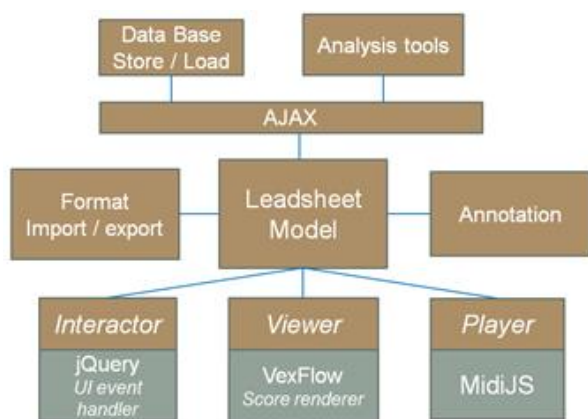 Data Base
Store / Load
Analysis tools
AJAX
Format
Import / export
Leadsheet
Model
Annotation
Interactor
jQuery
UI event
handler
Viewer
VexFlow
Score renderer
Player
MidiJS